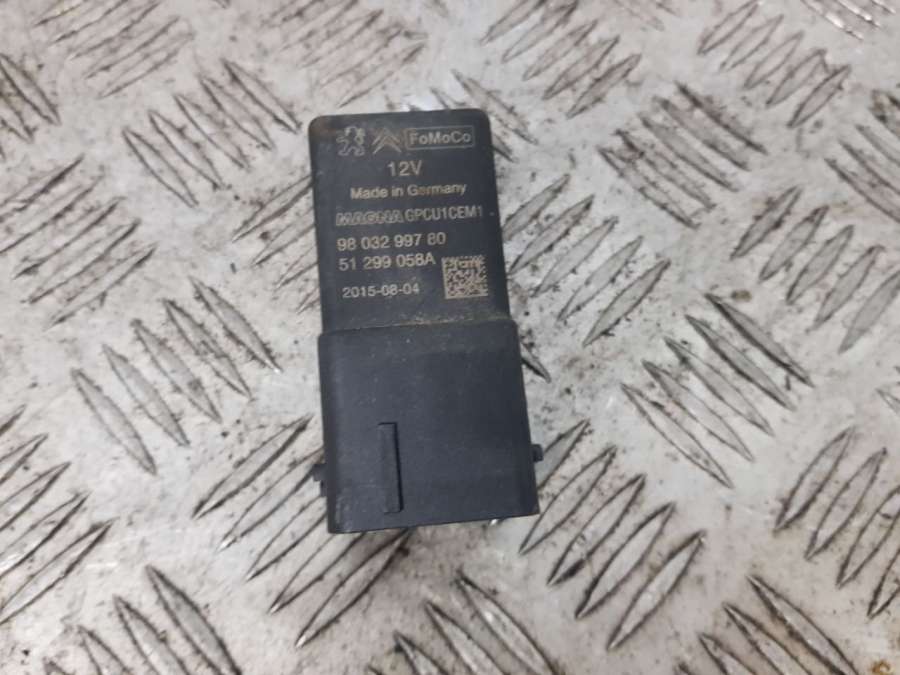 FoMoCo
12V
Made in Germany
MAGNA GPCU1CEM1
98 032 997 80
51 299 058A
2015-08-04